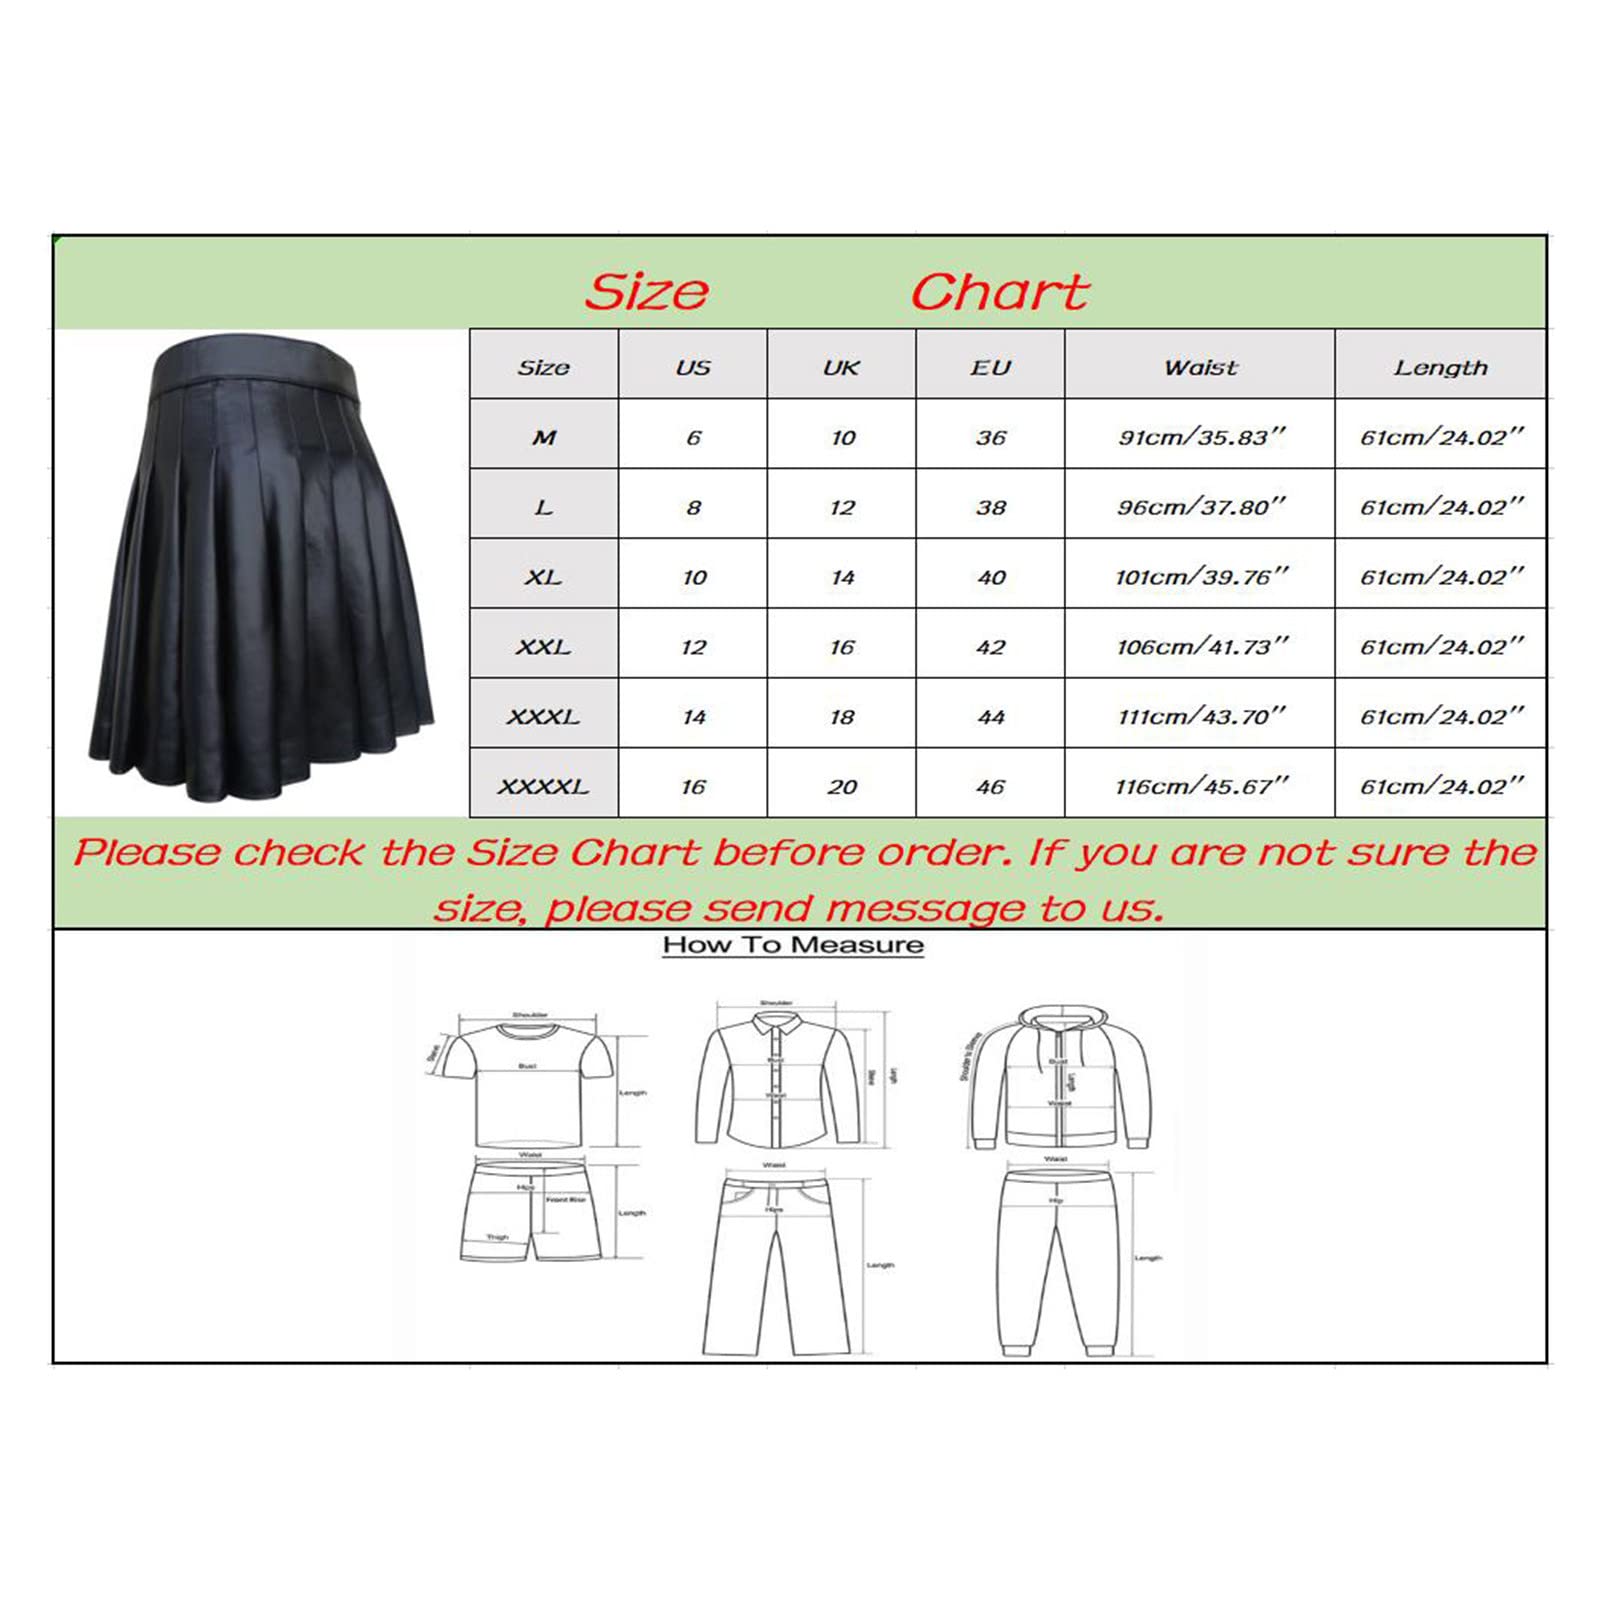 Size Chart
Size US UK EU Waist Length
M 6 10 36 91cm/35.83″ 61cm/24.02″
L 8 12 38 96cm/37.80″ 61cm/24.02″
XL 10 14 40 101cm/39.76″ 61cm/24.02″
XXL 12 16 42 106cm/41.73″ 61cm/24.02″
XXXL 14 18 44 111cm/43.70″ 61cm/24.02″
XXXXL 16 20 46 116cm/45.67″ 61cm/24.02″
Please check the Size Chart before order. If you are not sure the
size, please send message to us.
How To Measure
Shoulder
Bust
Length
Waist
Hips
Front Rise
Length
Thigh
Shoulder
Bust
Waist
Length
Waist
Hips
Length
Shoulder to Sleeve
Bust
Length
Waist
Waist
Hip
Length